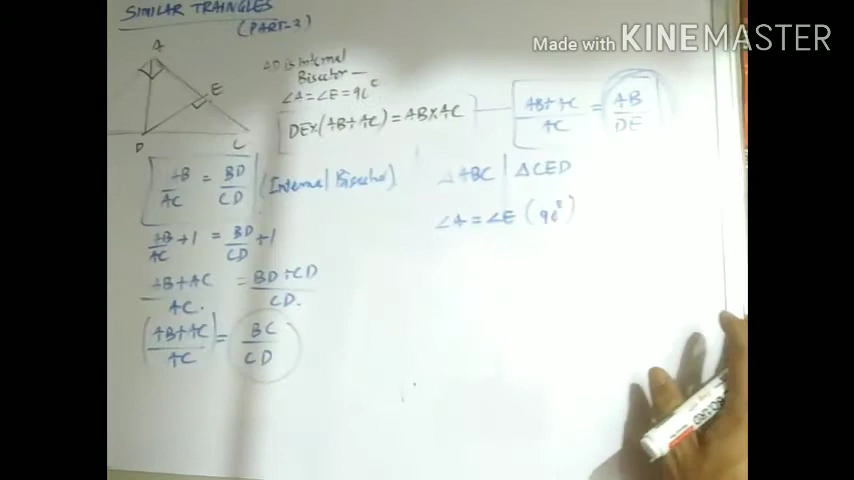 SIMILAR TRAINGLES
(PART-2)
Made with KINEMASTER
A
E
D
C
AD is Internal
Bisector —
∠A = ∠E = 90°
DE×(AB+AC) = AB×AC
AB+AC/AC = AB/DE
AB/AC = BD/CD (Internal Bisector)
AB/AC + 1 = BD/CD + 1
AB+AC/AC. = BD+CD/CD.
(AB+AC)/AC = BC/CD
△ABC | △CED
∠A = ∠E (90°)